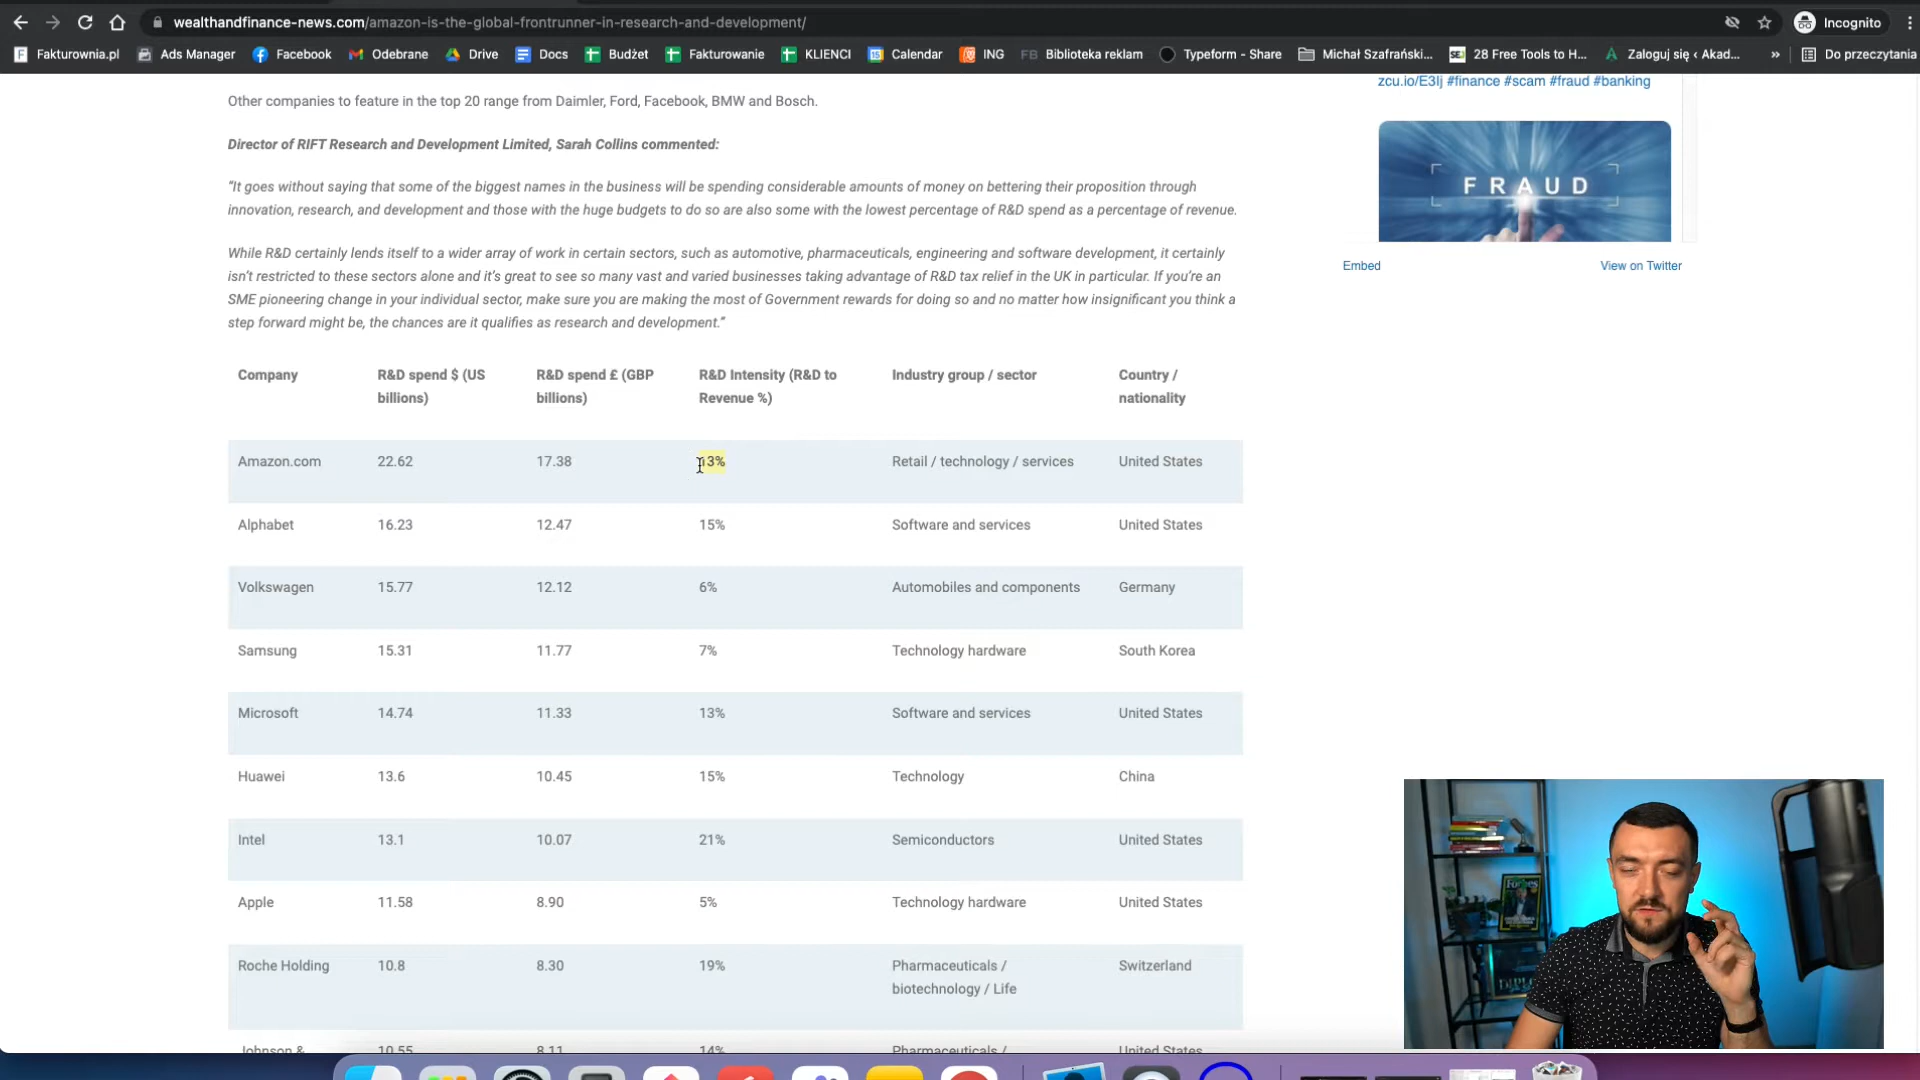 wealthandfinance-news.com/amazon-is-the-global-frontrunner-in-research-and-development/
Incognito
Fakturownia.pl Ads Manager Facebook Odebrane Drive Docs Budżet Fakturowanie KLIENCI Calendar ING FB Biblioteka reklam Typeform - Share Michał Szafrański... SEJ 28 Free Tools to H... Zaloguj się ‹ Akad... » Do przeczytania
zcu.io/E3Ij #finance #scam #fraud #banking
Other companies to feature in the top 20 range from Daimler, Ford, Facebook, BMW and Bosch.
Director of RIFT Research and Development Limited, Sarah Collins commented:
“It goes without saying that some of the biggest names in the business will be spending considerable amounts of money on bettering their proposition through
innovation, research, and development and those with the huge budgets to do so are also some with the lowest percentage of R&D spend as a percentage of revenue.
While R&D certainly lends itself to a wider array of work in certain sectors, such as automotive, pharmaceuticals, engineering and software development, it certainly
isn’t restricted to these sectors alone and it’s great to see so many vast and varied businesses taking advantage of R&D tax relief in the UK in particular. If you’re an
SME pioneering change in your individual sector, make sure you are making the most of Government rewards for doing so and no matter how insignificant you think a
step forward might be, the chances are it qualifies as research and development.”
FRAUD
Embed View on Twitter
Company R&D spend $ (US R&D spend £ (GBP R&D Intensity (R&D to Industry group / sector Country /
billions) billions) Revenue %) nationality
Amazon.com 22.62 17.38 13% Retail / technology / services United States
Alphabet 16.23 12.47 15% Software and services United States
Volkswagen 15.77 12.12 6% Automobiles and components Germany
Samsung 15.31 11.77 7% Technology hardware South Korea
Microsoft 14.74 11.33 13% Software and services United States
Huawei 13.6 10.45 15% Technology China
Intel 13.1 10.07 21% Semiconductors United States
Apple 11.58 8.90 5% Technology hardware United States
Roche Holding 10.8 8.30 19% Pharmaceuticals / Switzerland
biotechnology / Life
Johnson & 10.55 8.11 14% Pharmaceuticals / United States
Forbes